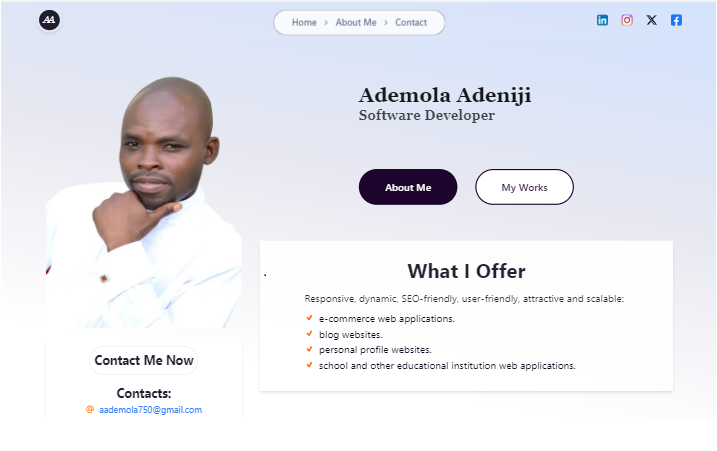 AA
Home > About Me > Contact
Ademola Adeniji
Software Developer
About Me
My Works
What I Offer
Responsive, dynamic, SEO-friendly, user-friendly, attractive and scalable:
e-commerce web applications.
blog websites.
personal profile websites.
school and other educational institution web applications.
Contact Me Now
Contacts:
@ aademola750@gmail.com